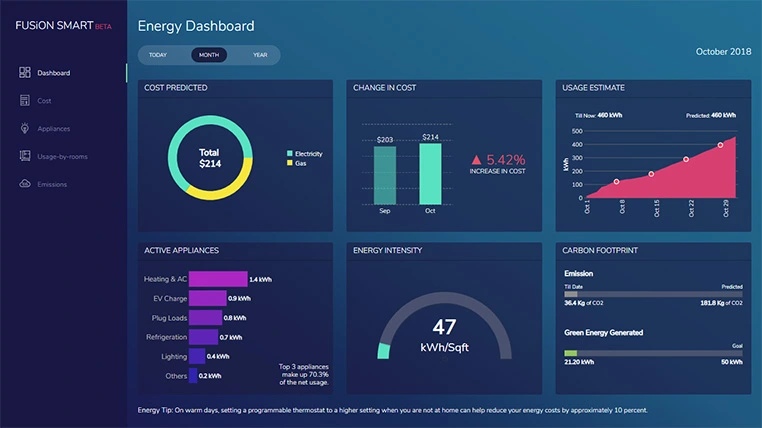 FUSiON SMART BETA
Dashboard
Cost
Appliances
Usage-by-rooms
Emissions
Energy Dashboard
TODAY MONTH YEAR
October 2018
COST PREDICTED
Total
$214
Electricity
Gas
CHANGE IN COST
$203 $214
Sep Oct
▲ 5.42%
INCREASE IN COST
USAGE ESTIMATE
Till Now: 460 kWh Predicted: 460 kWh
kWh
500
400
300
200
100
0
Oct 1 Oct 8 Oct 15 Oct 22 Oct 29
ACTIVE APPLIANCES
Heating & AC 1.4 kWh
EV Charge 0.9 kWh
Plug Loads 0.8 kWh
Refrigeration 0.7 kWh
Lighting 0.4 kWh
Others 0.2 kWh
Top 3 appliances
make up 70.3%
of the net usage.
ENERGY INTENSITY
47
kWh/Sqft
CARBON FOOTPRINT
Emission
Till Date Predicted
36.4 Kg of CO2 181.8 Kg of CO2
Green Energy Generated
Goal
21.20 kWh 50 kWh
Energy Tip: On warm days, setting a programmable thermostat to a higher setting when you are not at home can help reduce your energy costs by approximately 10 percent.